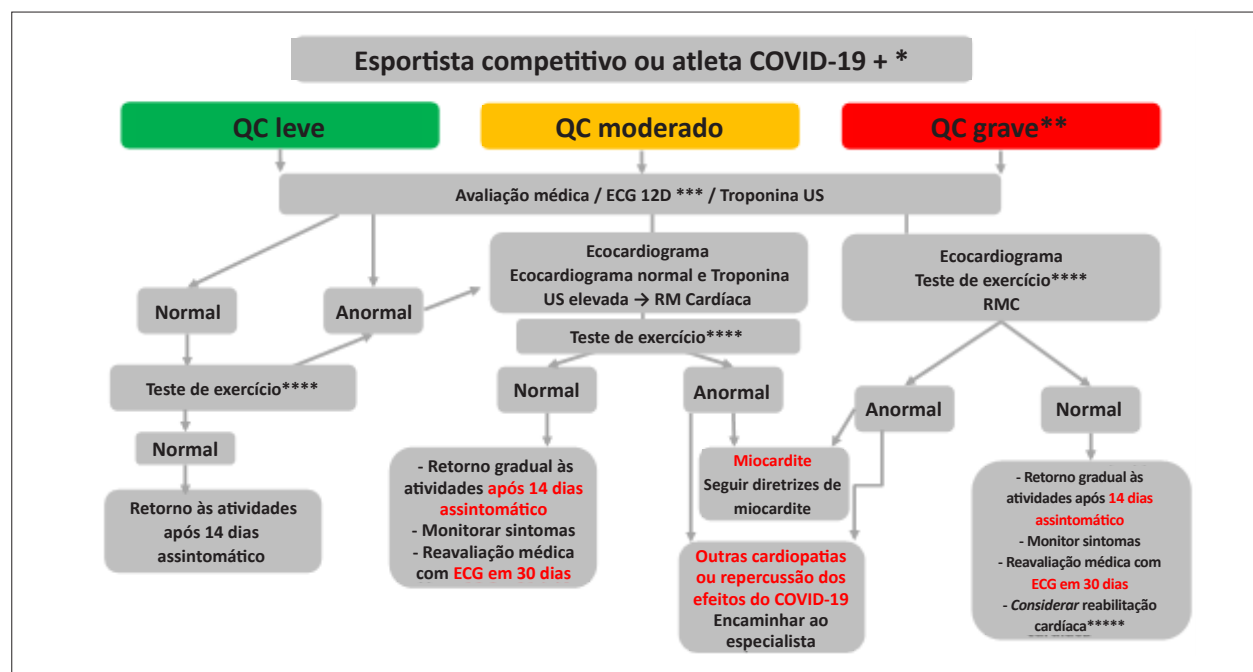 Esportista competitivo ou atleta COVID-19 + *
QC leve
QC moderado
QC grave**
Avaliação médica / ECG 12D *** / Troponina US
Normal
Anormal
Teste de exercício****
Normal
Retorno às atividades
após 14 dias
assintomático
Ecocardiograma
Ecocardiograma normal e Troponina
US elevada → RM Cardíaca
Teste de exercício****
Normal
Anormal
- Retorno gradual às
atividades após 14 dias
assintomático
- Monitorar sintomas
- Reavaliação médica
com ECG em 30 dias
Miocardite
Seguir diretrizes de
miocardite
Outras cardiopatias
ou repercussão dos
efeitos do COVID-19
Encaminhar ao
especialista
Ecocardiograma
Teste de exercício****
RMC
Anormal
Normal
- Retorno gradual às
atividades após 14 dias
assintomático
- Monitor sintomas
- Reavaliação médica com
ECG em 30 dias
- Considerar reabilitação
cardíaca*****